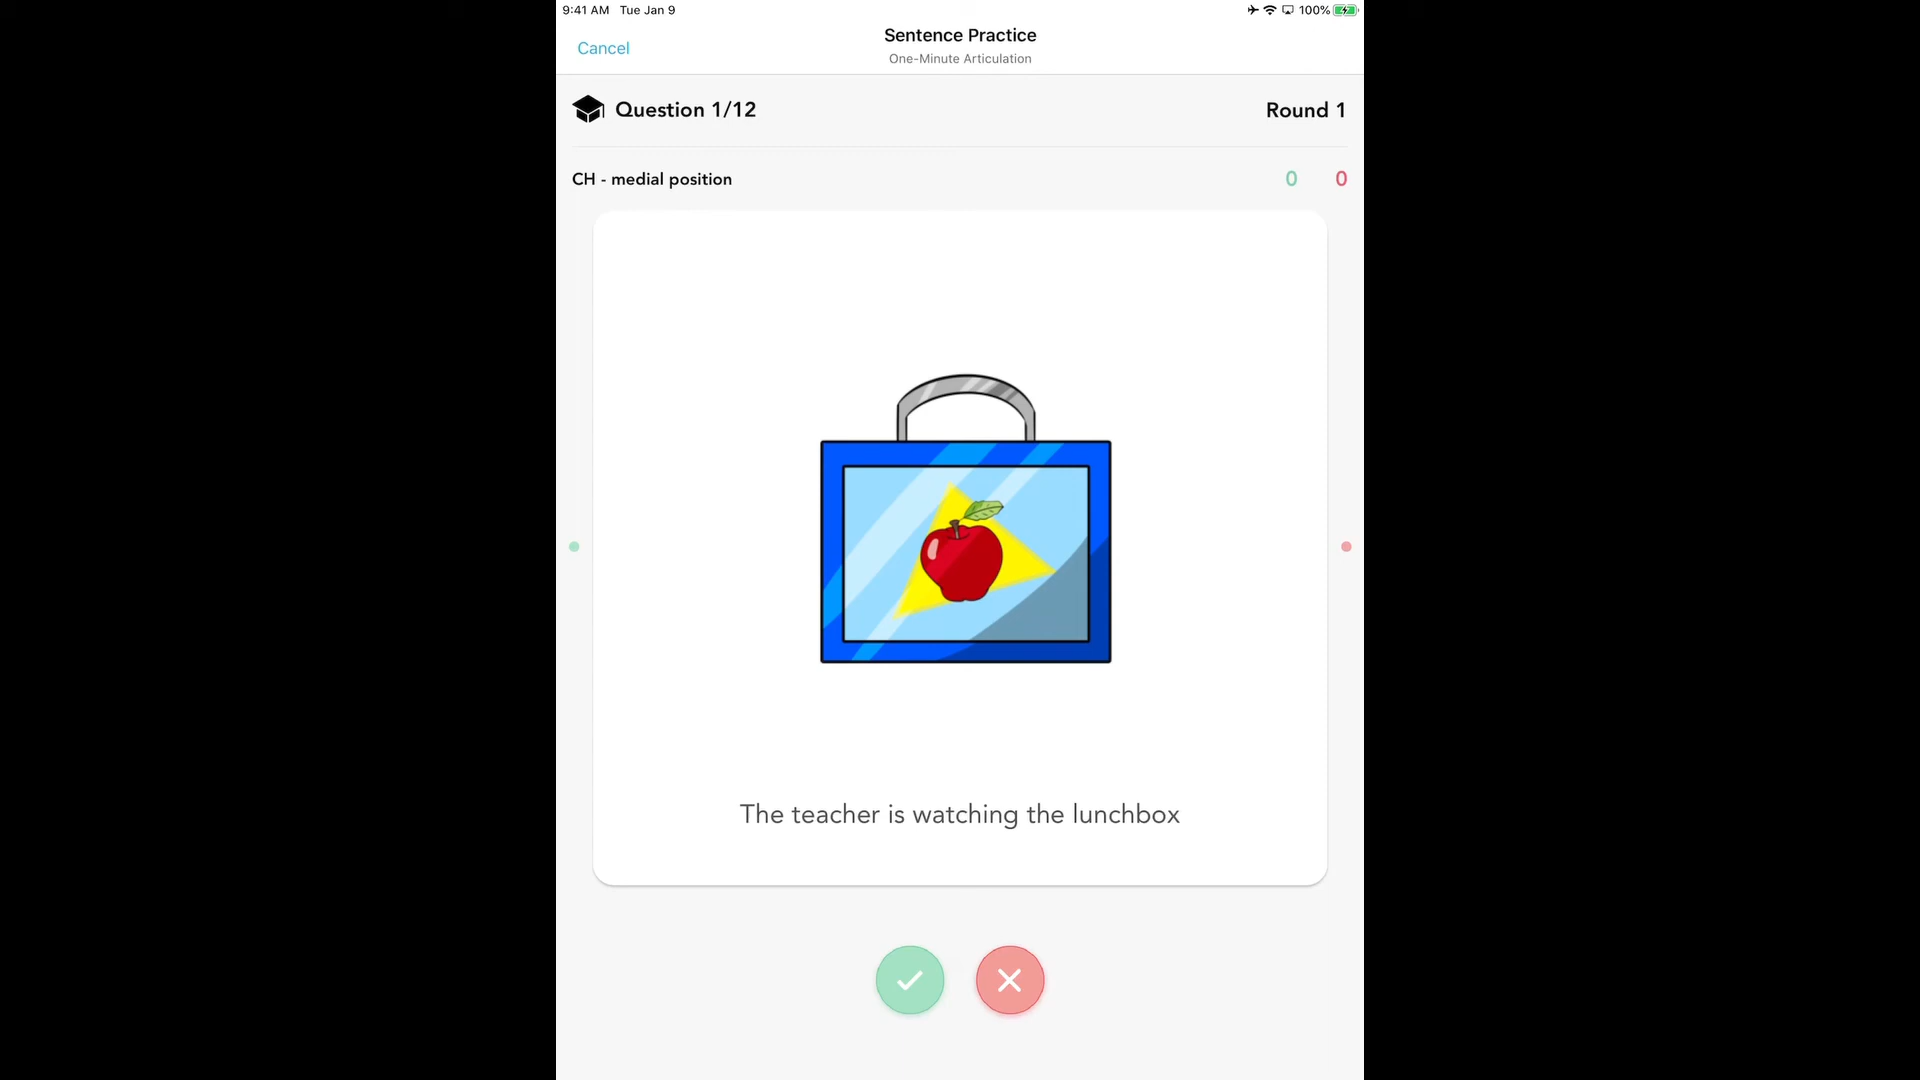 9:41 AM Tue Jan 9 100%
Cancel
Sentence Practice
One-Minute Articulation
Question 1/12 Round 1
CH - medial position 0 0
The teacher is watching the lunchbox